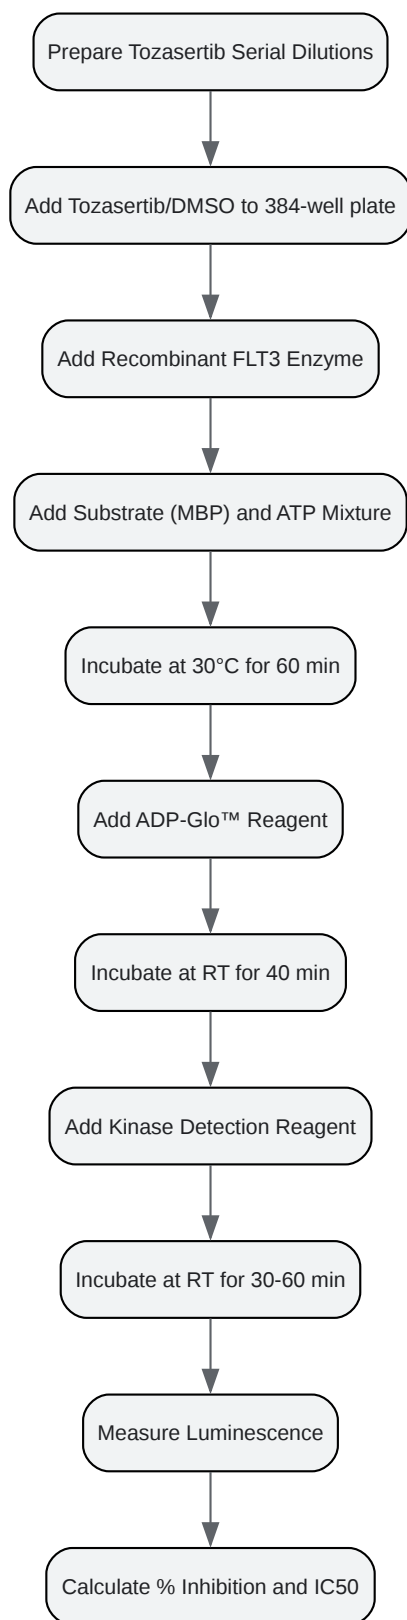 Prepare Tozasertib Serial Dilutions
Add Tozasertib/DMSO to 384-well plate
Add Recombinant FLT3 Enzyme
Add Substrate (MBP) and ATP Mixture
Incubate at 30°C for 60 min
Add ADP-Glo™ Reagent
Incubate at RT for 40 min
Add Kinase Detection Reagent
Incubate at RT for 30-60 min
Measure Luminescence
Calculate % Inhibition and IC50